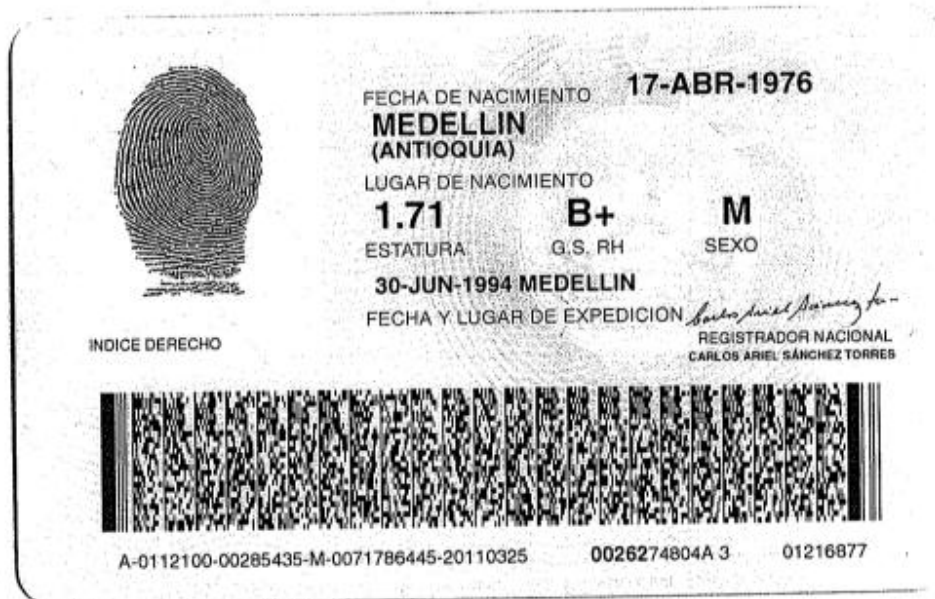 17-ABR-1976
FECHA DE NACIMIENTO
MEDELLIN
(ANTIOQUIA)
LUGAR DE NACIMIENTO
1.71 B+ M
ESTATURA G.S. RH SEXO
30-JUN-1994 MEDELLIN
FECHA Y LUGAR DE EXPEDICION
INDICE DERECHO
REGISTRADOR NACIONAL
CARLOS ARIEL SÁNCHEZ TORRES
A-0112100-00285435-M-0071786445-20110325 0026274804A 3 01216877